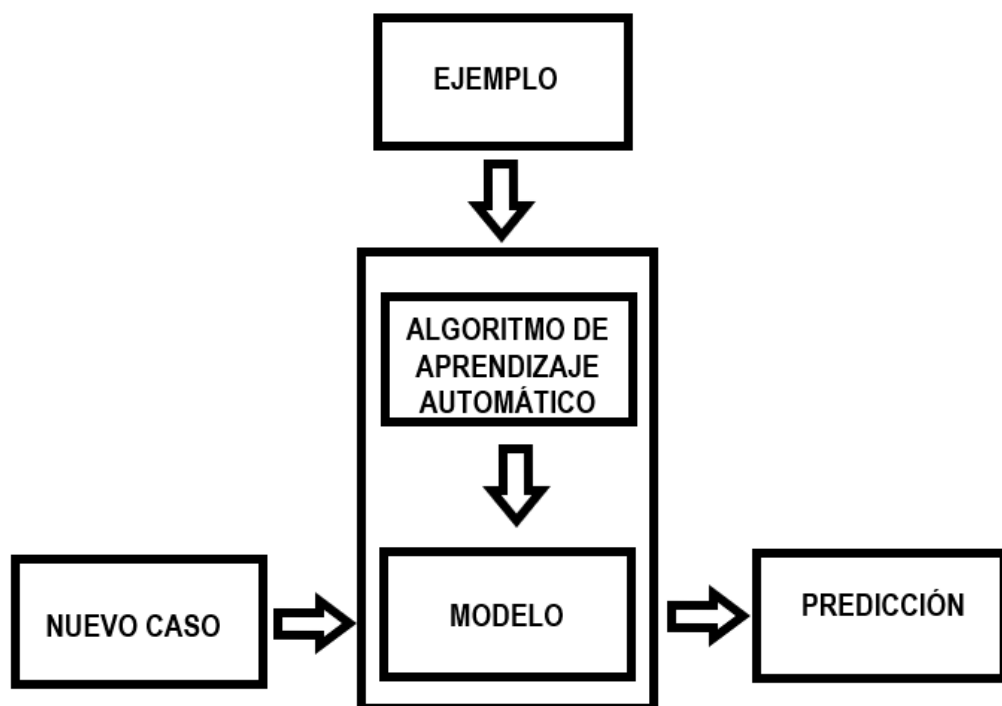 EJEMPLO
ALGORITMO DE
APRENDIZAJE
AUTOMÁTICO
NUEVO CASO
MODELO
PREDICCIÓN